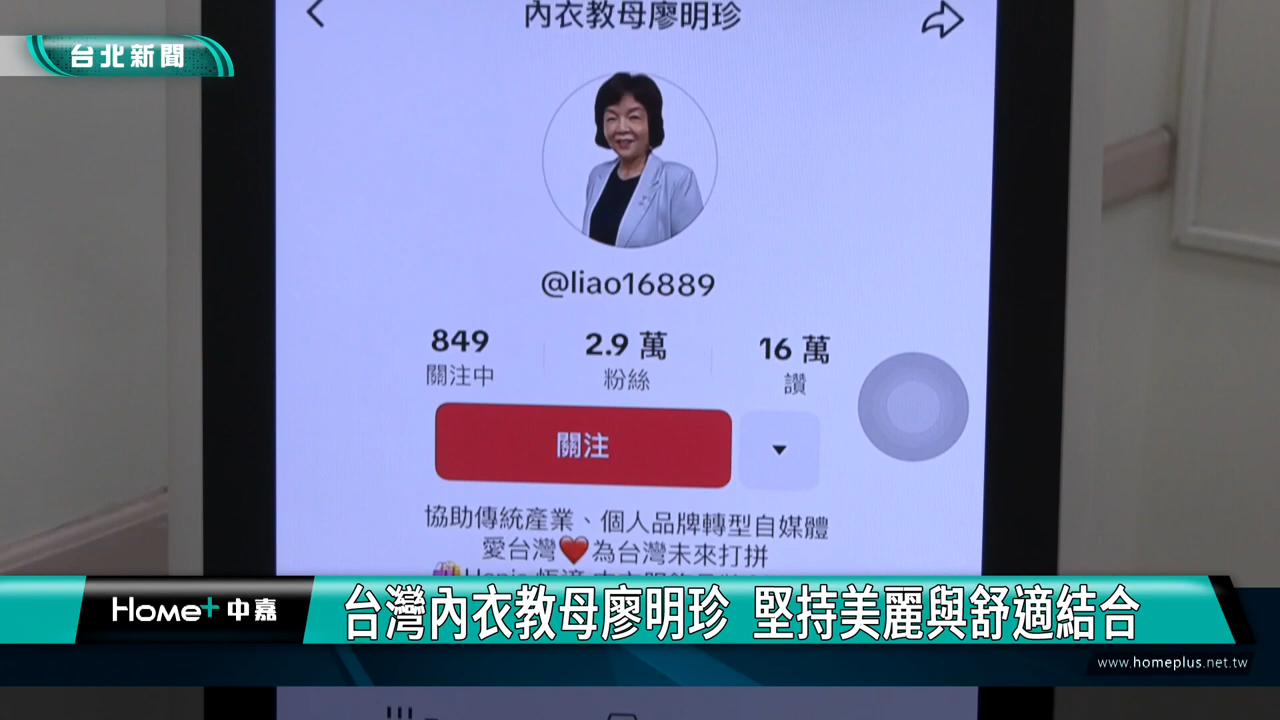 內衣教母廖明珍
台北新聞
@liao16889
849
2.9 萬
16 萬
關注中
粉絲
讚
關注
協助傳統產業、個人品牌轉型自媒體
愛台灣❤️為台灣未來打拼
Home+ 中嘉
台灣內衣教母廖明珍 堅持美麗與舒適結合
www.homeplus.net.tw